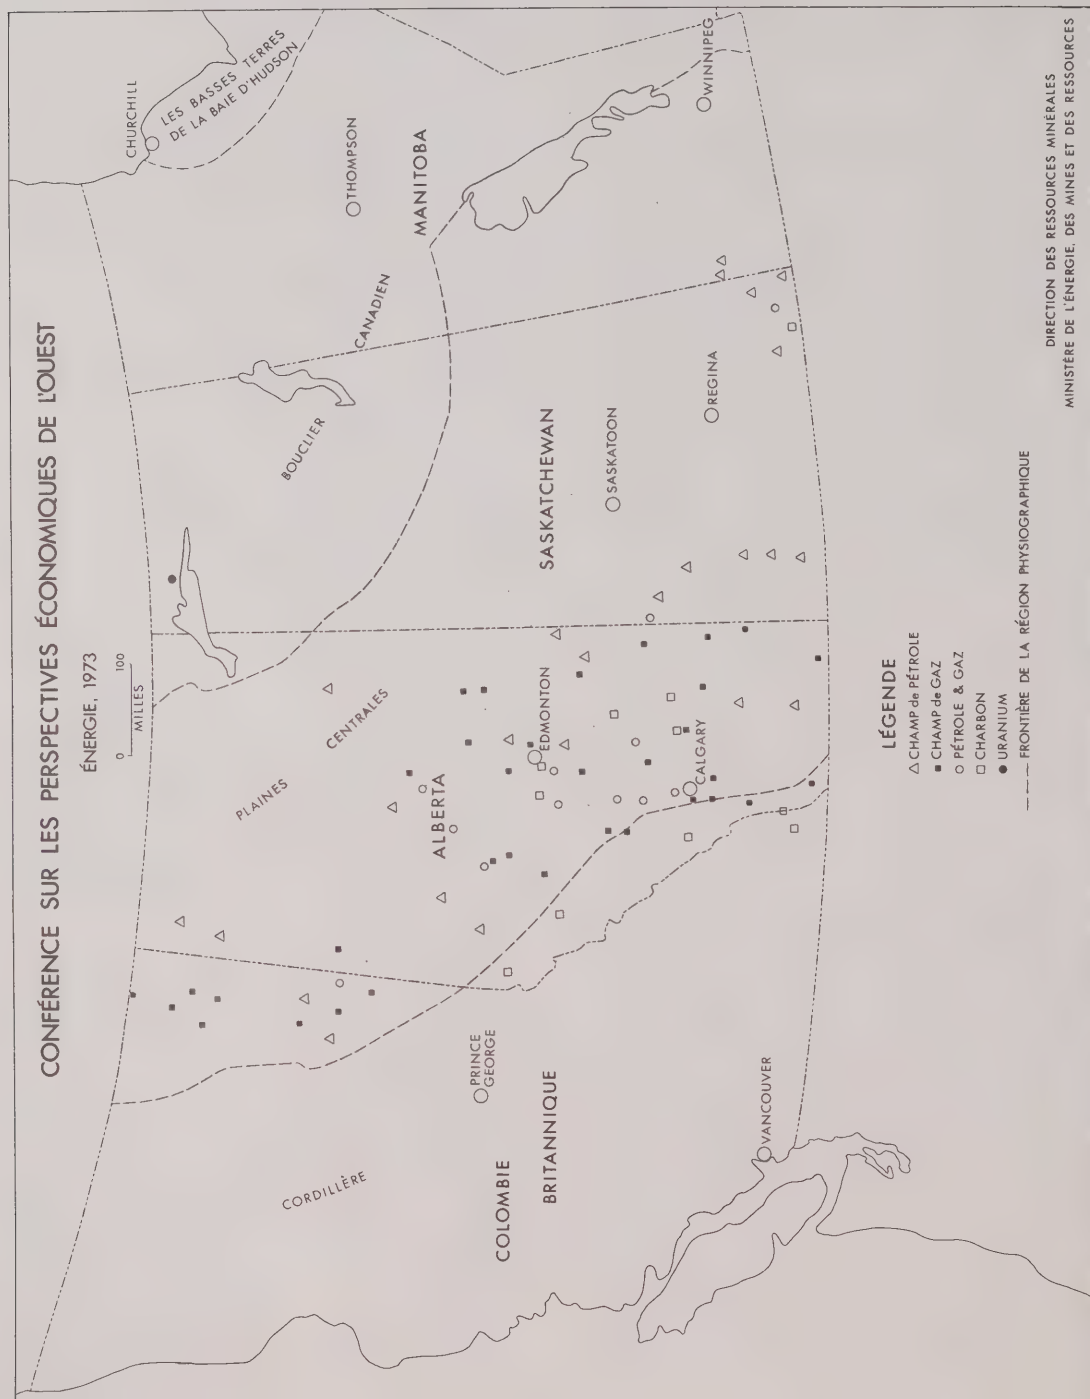 CONFÉRENCE SUR LES PERSPECTIVES ÉCONOMIQUES DE L'OUEST
ÉNERGIE, 1973
0 100
MILLES
CHURCHILL
LES BASSES TERRES
DE LA BAIE D'HUDSON
THOMPSON
MANITOBA
WINNIPEG
CANADIEN
BOUCLIER
SASKATCHEWAN
SASKATOON
REGINA
PLAINES
CENTRALES
ALBERTA
EDMONTON
CALGARY
PRINCE
GEORGE
CORDILLÈRE
COLOMBIE
BRITANNIQUE
VANCOUVER
LÉGENDE
CHAMP de PÉTROLE
CHAMP de GAZ
PÉTROLE & GAZ
CHARBON
URANIUM
FRONTIÈRE DE LA RÉGION PHYSIOGRAPHIQUE
DIRECTION DES RESSOURCES MINÉRALES
MINISTÈRE DE L'ÉNERGIE, DES MINES ET DES RESSOURCES